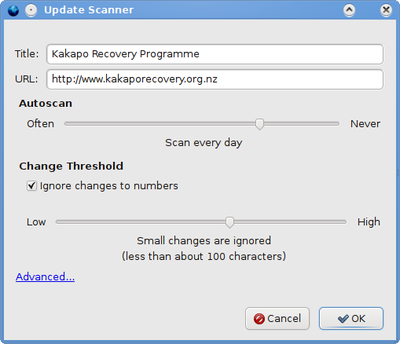 Update Scanner
Title: Kakapo Recovery Programme
URL: http://www.kakaporecovery.org.nz
Autoscan
Often Never
Scan every day
Change Threshold
Ignore changes to numbers
Low High
Small changes are ignored
(less than about 100 characters)
Advanced...
Cancel OK